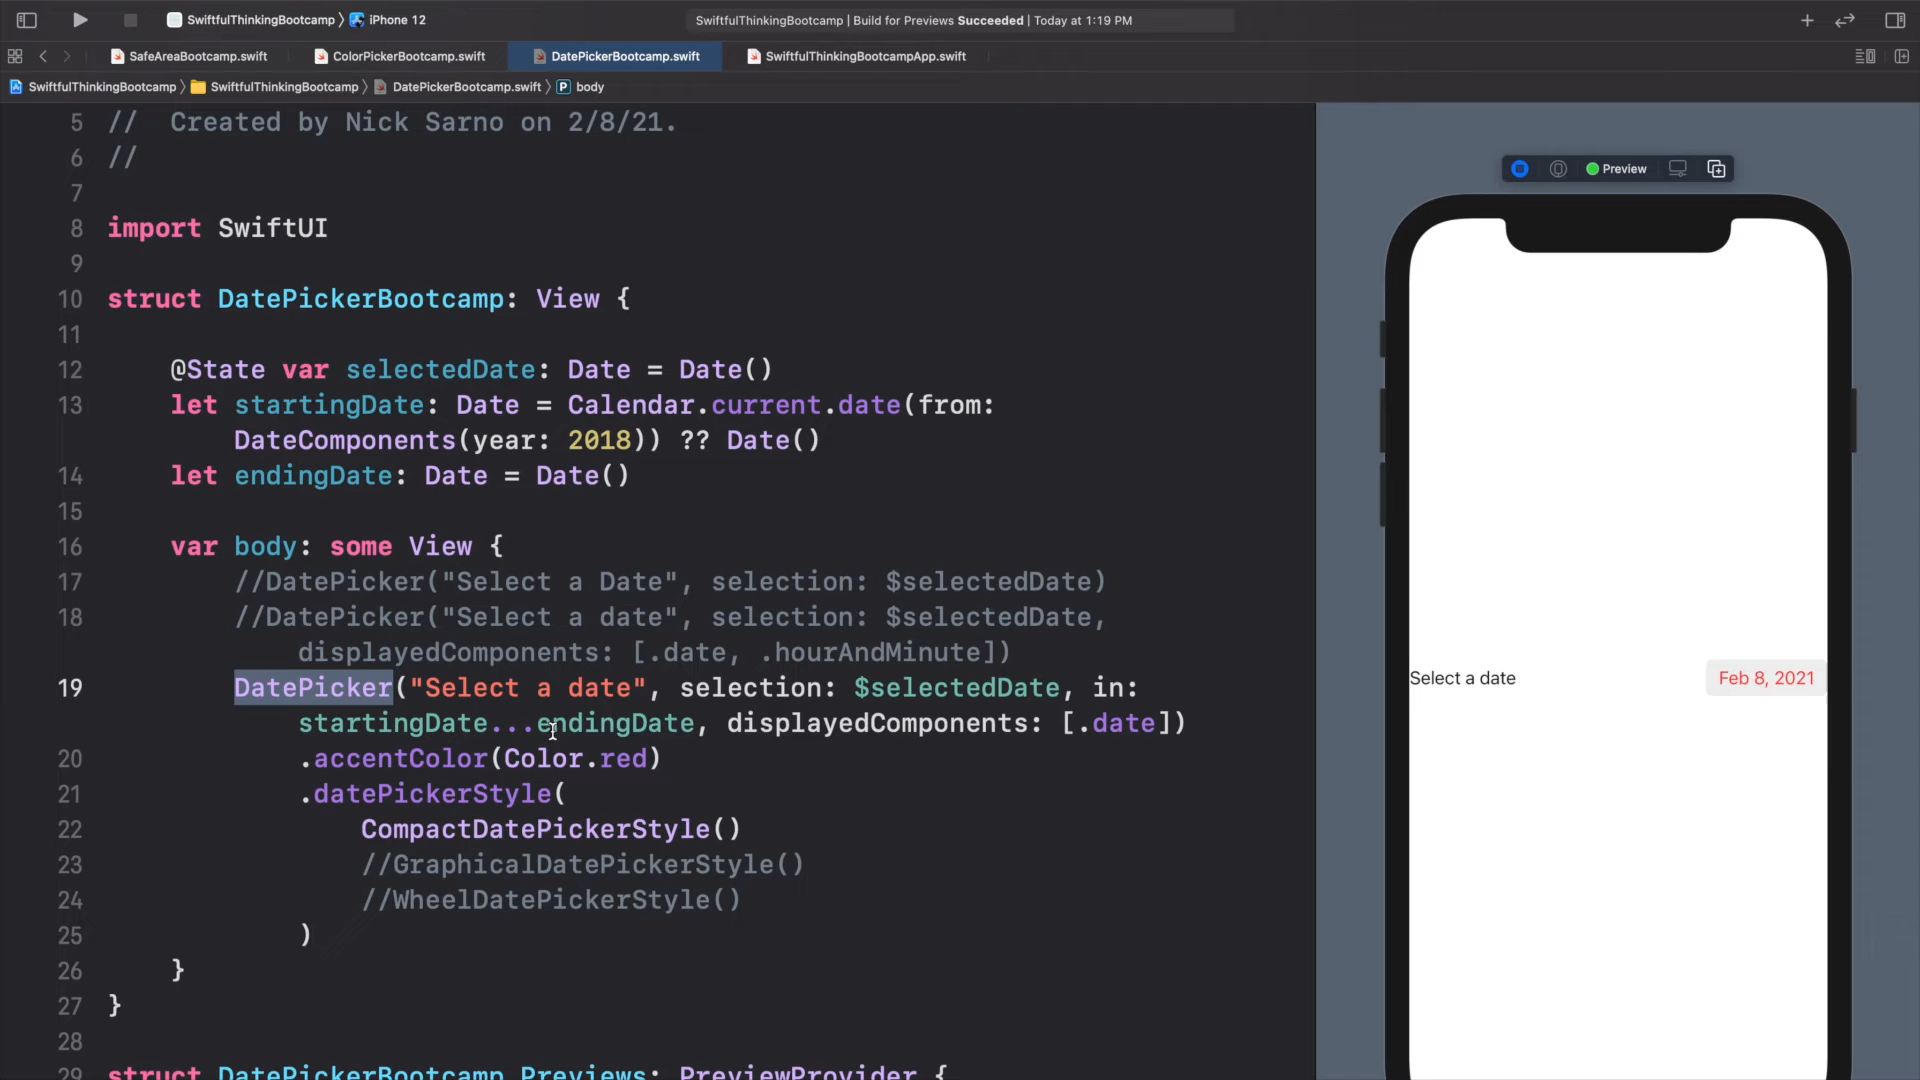 SwiftfulThinkingBootcamp 〉 iPhone 12
SwiftfulThinkingBootcamp | Build for Previews Succeeded | Today at 1:19 PM
SafeAreaBootcamp.swift
ColorPickerBootcamp.swift
DatePickerBootcamp.swift
SwiftfulThinkingBootcampApp.swift
SwiftfulThinkingBootcamp 〉 SwiftfulThinkingBootcamp 〉 DatePickerBootcamp.swift 〉 P body
5 //  Created by Nick Sarno on 2/8/21.
6 //
7
8 import SwiftUI
9
10 struct DatePickerBootcamp: View {
11
12 @State var selectedDate: Date = Date()
13 let startingDate: Date = Calendar.current.date(from:
DateComponents(year: 2018)) ?? Date()
14 let endingDate: Date = Date()
15
16 var body: some View {
17 //DatePicker("Select a Date", selection: $selectedDate)
18 //DatePicker("Select a date", selection: $selectedDate,
displayedComponents: [.date, .hourAndMinute])
19 DatePicker("Select a date", selection: $selectedDate, in:
startingDate...endingDate, displayedComponents: [.date])
20 .accentColor(Color.red)
21 .datePickerStyle(
22 CompactDatePickerStyle()
23 //GraphicalDatePickerStyle()
24 //WheelDatePickerStyle()
25 )
26 }
27 }
28
29 struct DatePickerBootcamp_Previews: PreviewProvider {
Preview
Select a date
Feb 8, 2021